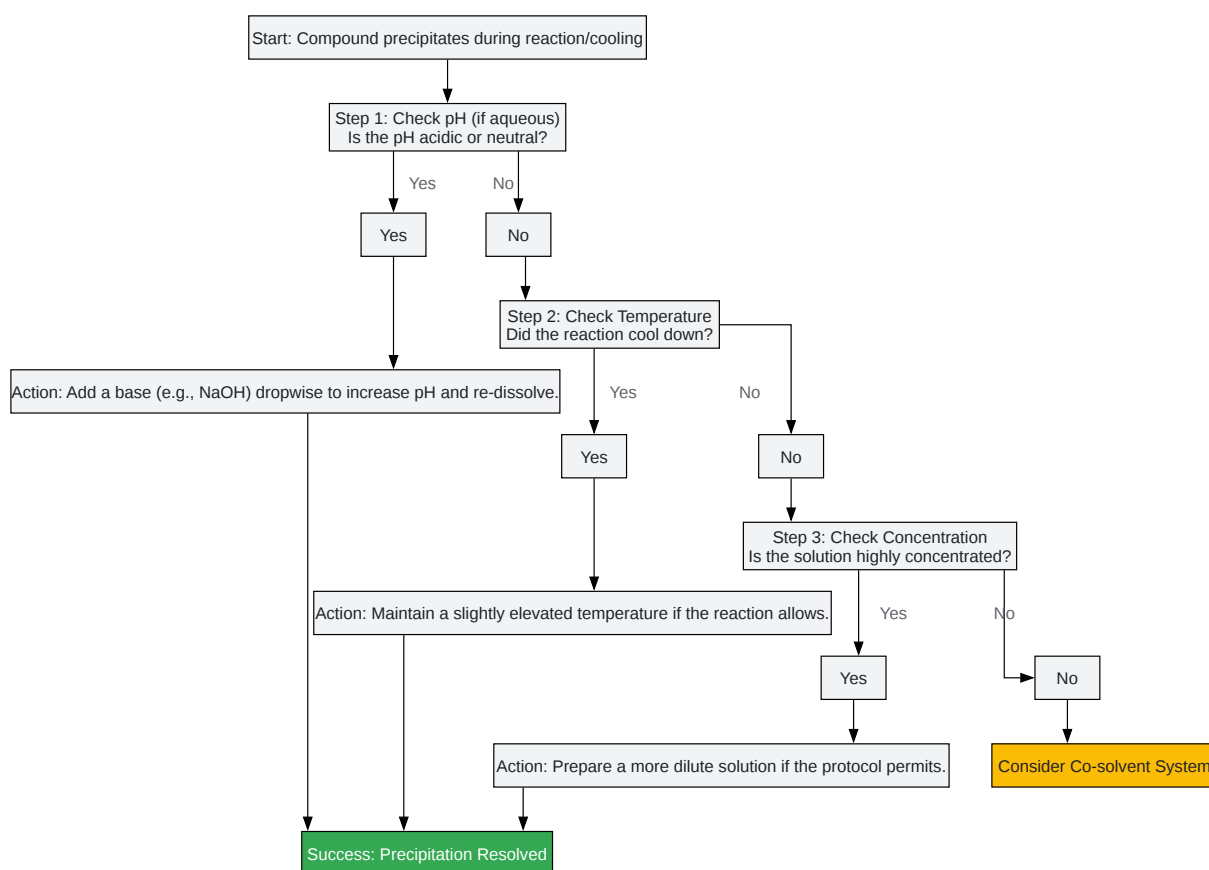 Start: Compound precipitates during reaction/cooling
Step 1: Check pH (if aqueous)
Is the pH acidic or neutral?
Yes
No
Yes
No
Step 2: Check Temperature
Did the reaction cool down?
Action: Add a base (e.g., NaOH) dropwise to increase pH and re-dissolve.
Yes
No
Yes
No
Step 3: Check Concentration
Is the solution highly concentrated?
Action: Maintain a slightly elevated temperature if the reaction allows.
Yes
No
Yes
No
Action: Prepare a more dilute solution if the protocol permits.
Consider Co-solvent System
Success: Precipitation Resolved